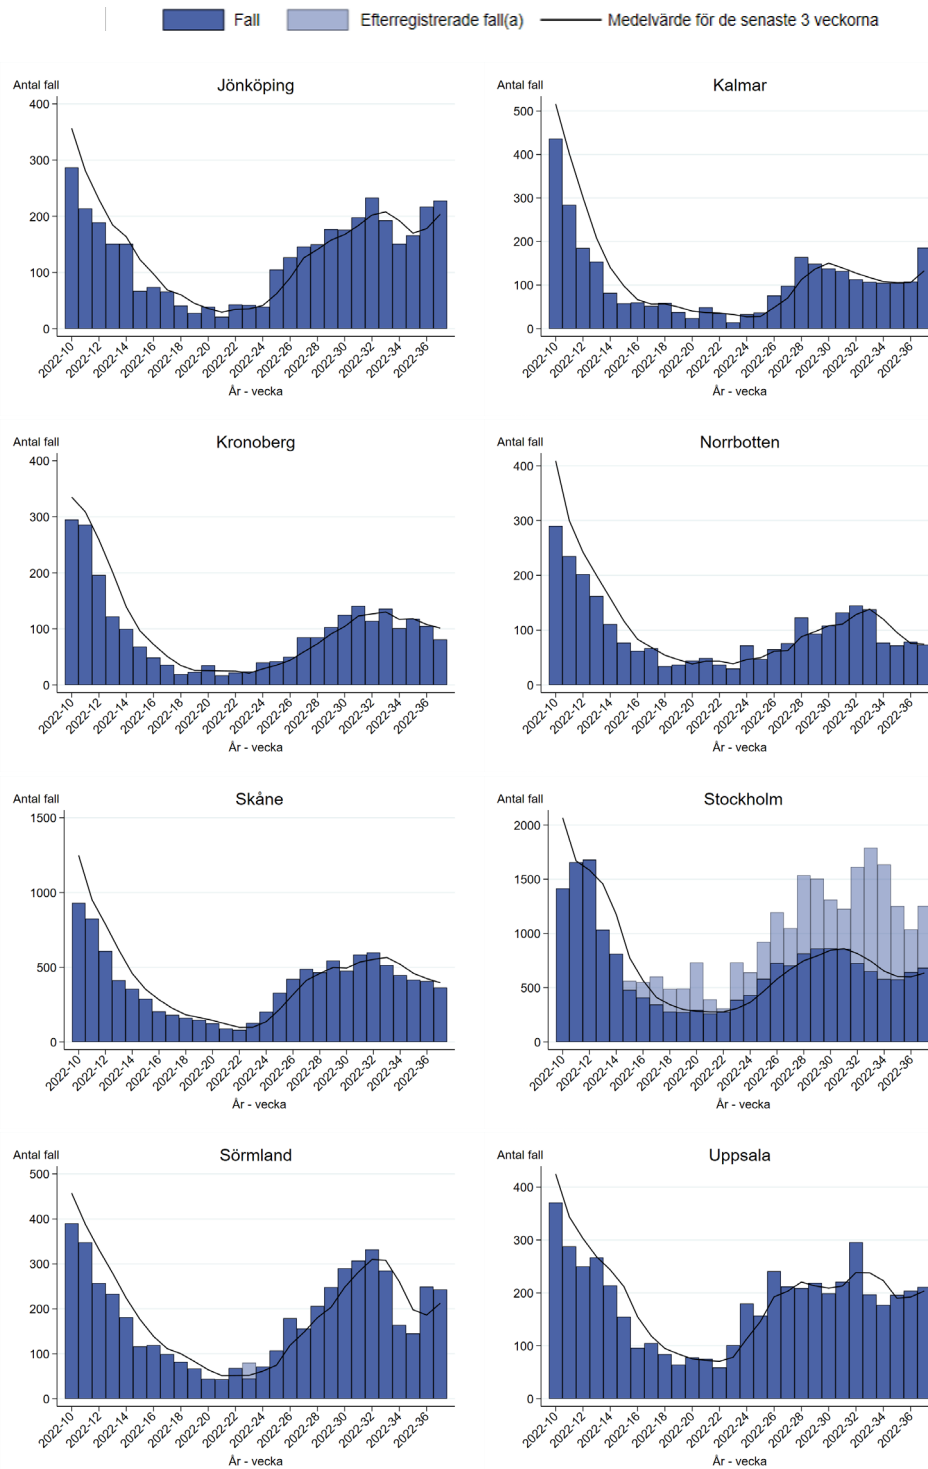 Fall Efterregistrerade fall(a) Medelvärde för de senaste 3 veckorna
Antal fall
Jönköping
400
300
200
100
0
2022-10 2022-12 2022-14 2022-16 2022-18 2022-20 2022-22 2022-24 2022-26 2022-28 2022-30 2022-32 2022-34 2022-36
År - vecka
Antal fall
Kalmar
500
400
300
200
100
0
2022-10 2022-12 2022-14 2022-16 2022-18 2022-20 2022-22 2022-24 2022-26 2022-28 2022-30 2022-32 2022-34 2022-36
År - vecka
Antal fall
Kronoberg
400
300
200
100
0
2022-10 2022-12 2022-14 2022-16 2022-18 2022-20 2022-22 2022-24 2022-26 2022-28 2022-30 2022-32 2022-34 2022-36
År - vecka
Antal fall
Norrbotten
400
300
200
100
0
2022-10 2022-12 2022-14 2022-16 2022-18 2022-20 2022-22 2022-24 2022-26 2022-28 2022-30 2022-32 2022-34 2022-36
År - vecka
Antal fall
Skåne
1500
1000
500
0
2022-10 2022-12 2022-14 2022-16 2022-18 2022-20 2022-22 2022-24 2022-26 2022-28 2022-30 2022-32 2022-34 2022-36
År - vecka
Antal fall
Stockholm
2000
1500
1000
500
0
2022-10 2022-12 2022-14 2022-16 2022-18 2022-20 2022-22 2022-24 2022-26 2022-28 2022-30 2022-32 2022-34 2022-36
År - vecka
Antal fall
Sörmland
500
400
300
200
100
0
2022-10 2022-12 2022-14 2022-16 2022-18 2022-20 2022-22 2022-24 2022-26 2022-28 2022-30 2022-32 2022-34 2022-36
År - vecka
Antal fall
Uppsala
400
300
200
100
0
2022-10 2022-12 2022-14 2022-16 2022-18 2022-20 2022-22 2022-24 2022-26 2022-28 2022-30 2022-32 2022-34 2022-36
År - vecka